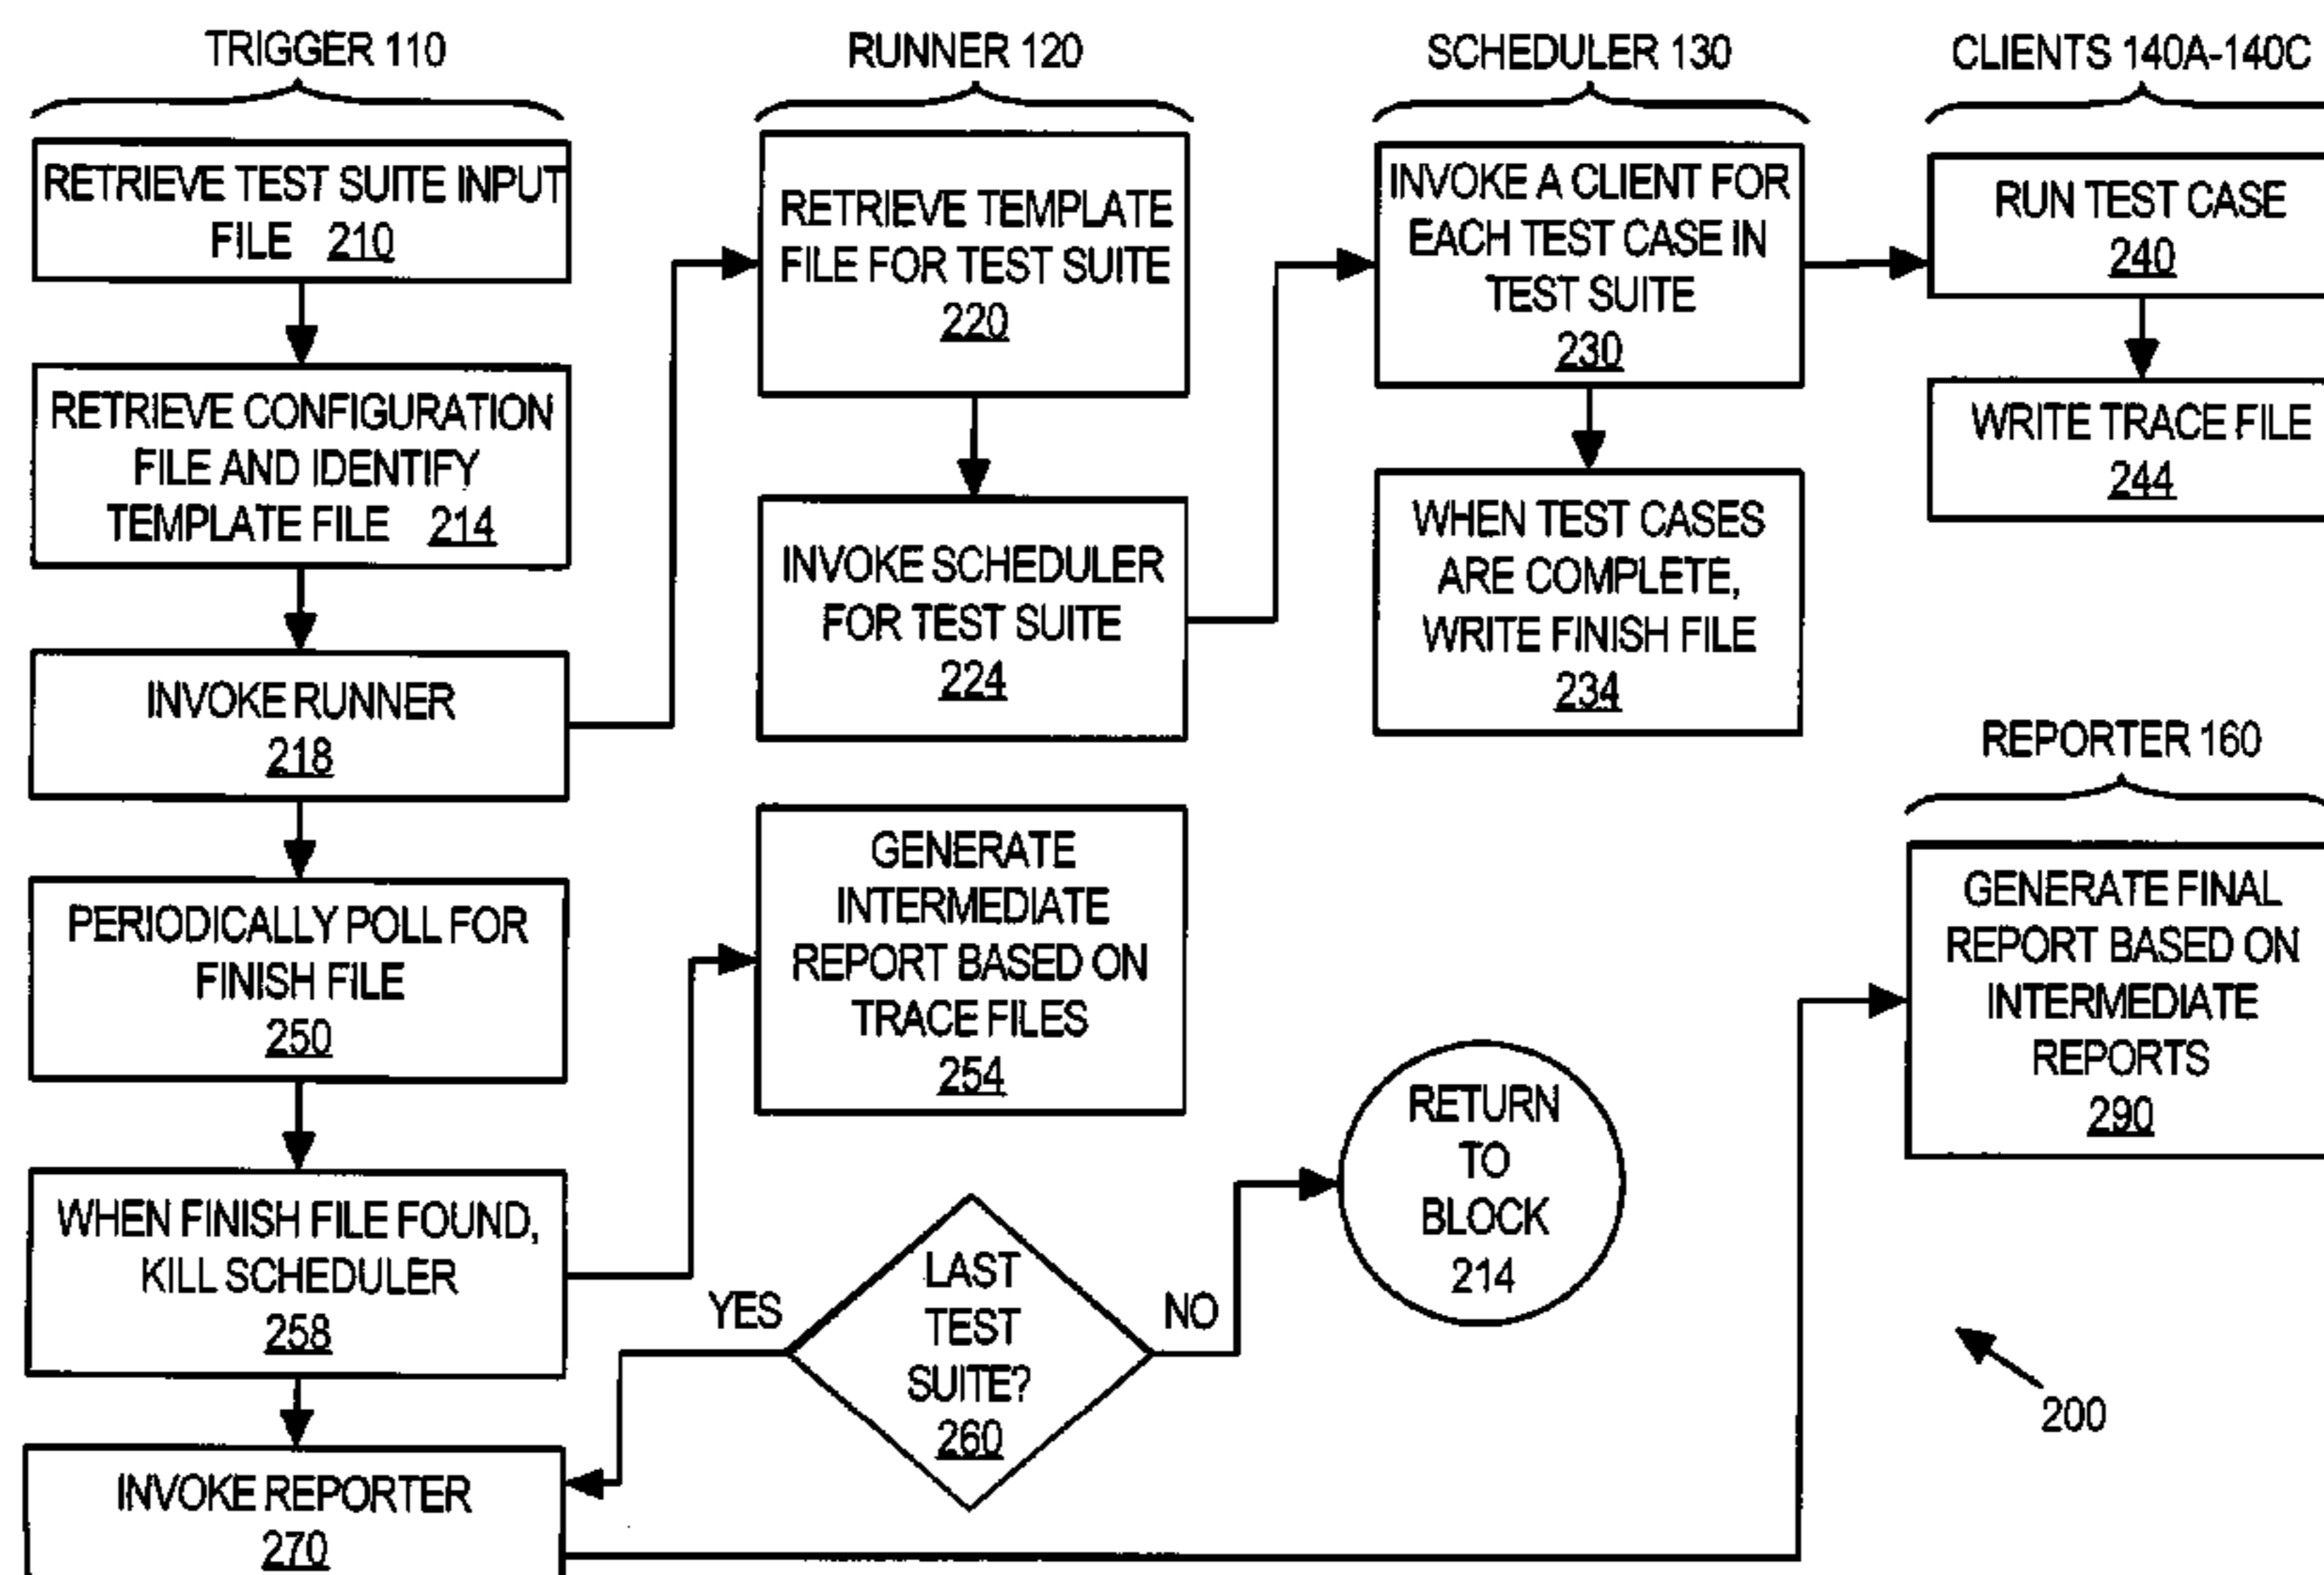 TRIGGER 110
RUNNER 120
SCHEDULER 130
CLIENTS 140A-140C
RETRIEVE TEST SUITE INPUT
FILE 210
RETRIEVE CONFIGURATION
FILE AND IDENTIFY
TEMPLATE FILE 214
INVOKE RUNNER
218
PERIODICALLY POLL FOR
FINISH FILE
250
WHEN FINISH FILE FOUND,
KILL SCHEDULER
258
INVOKE REPORTER
270
RETRIEVE TEMPLATE
FILE FOR TEST SUITE
220
INVOKE SCHEDULER
FOR TEST SUITE
224
GENERATE
INTERMEDIATE
REPORT BASED ON
TRACE FILES
254
YES
LAST
TEST
SUITE?
260
NO
INVOKE A CLIENT FOR
EACH TEST CASE IN
TEST SUITE
230
WHEN TEST CASES
ARE COMPLETE,
WRITE FINISH FILE
234
RETURN
TO
BLOCK
214
RUN TEST CASE
240
WRITE TRACE FILE
244
REPORTER 160
GENERATE FINAL
REPORT BASED ON
INTERMEDIATE
REPORTS
290
200